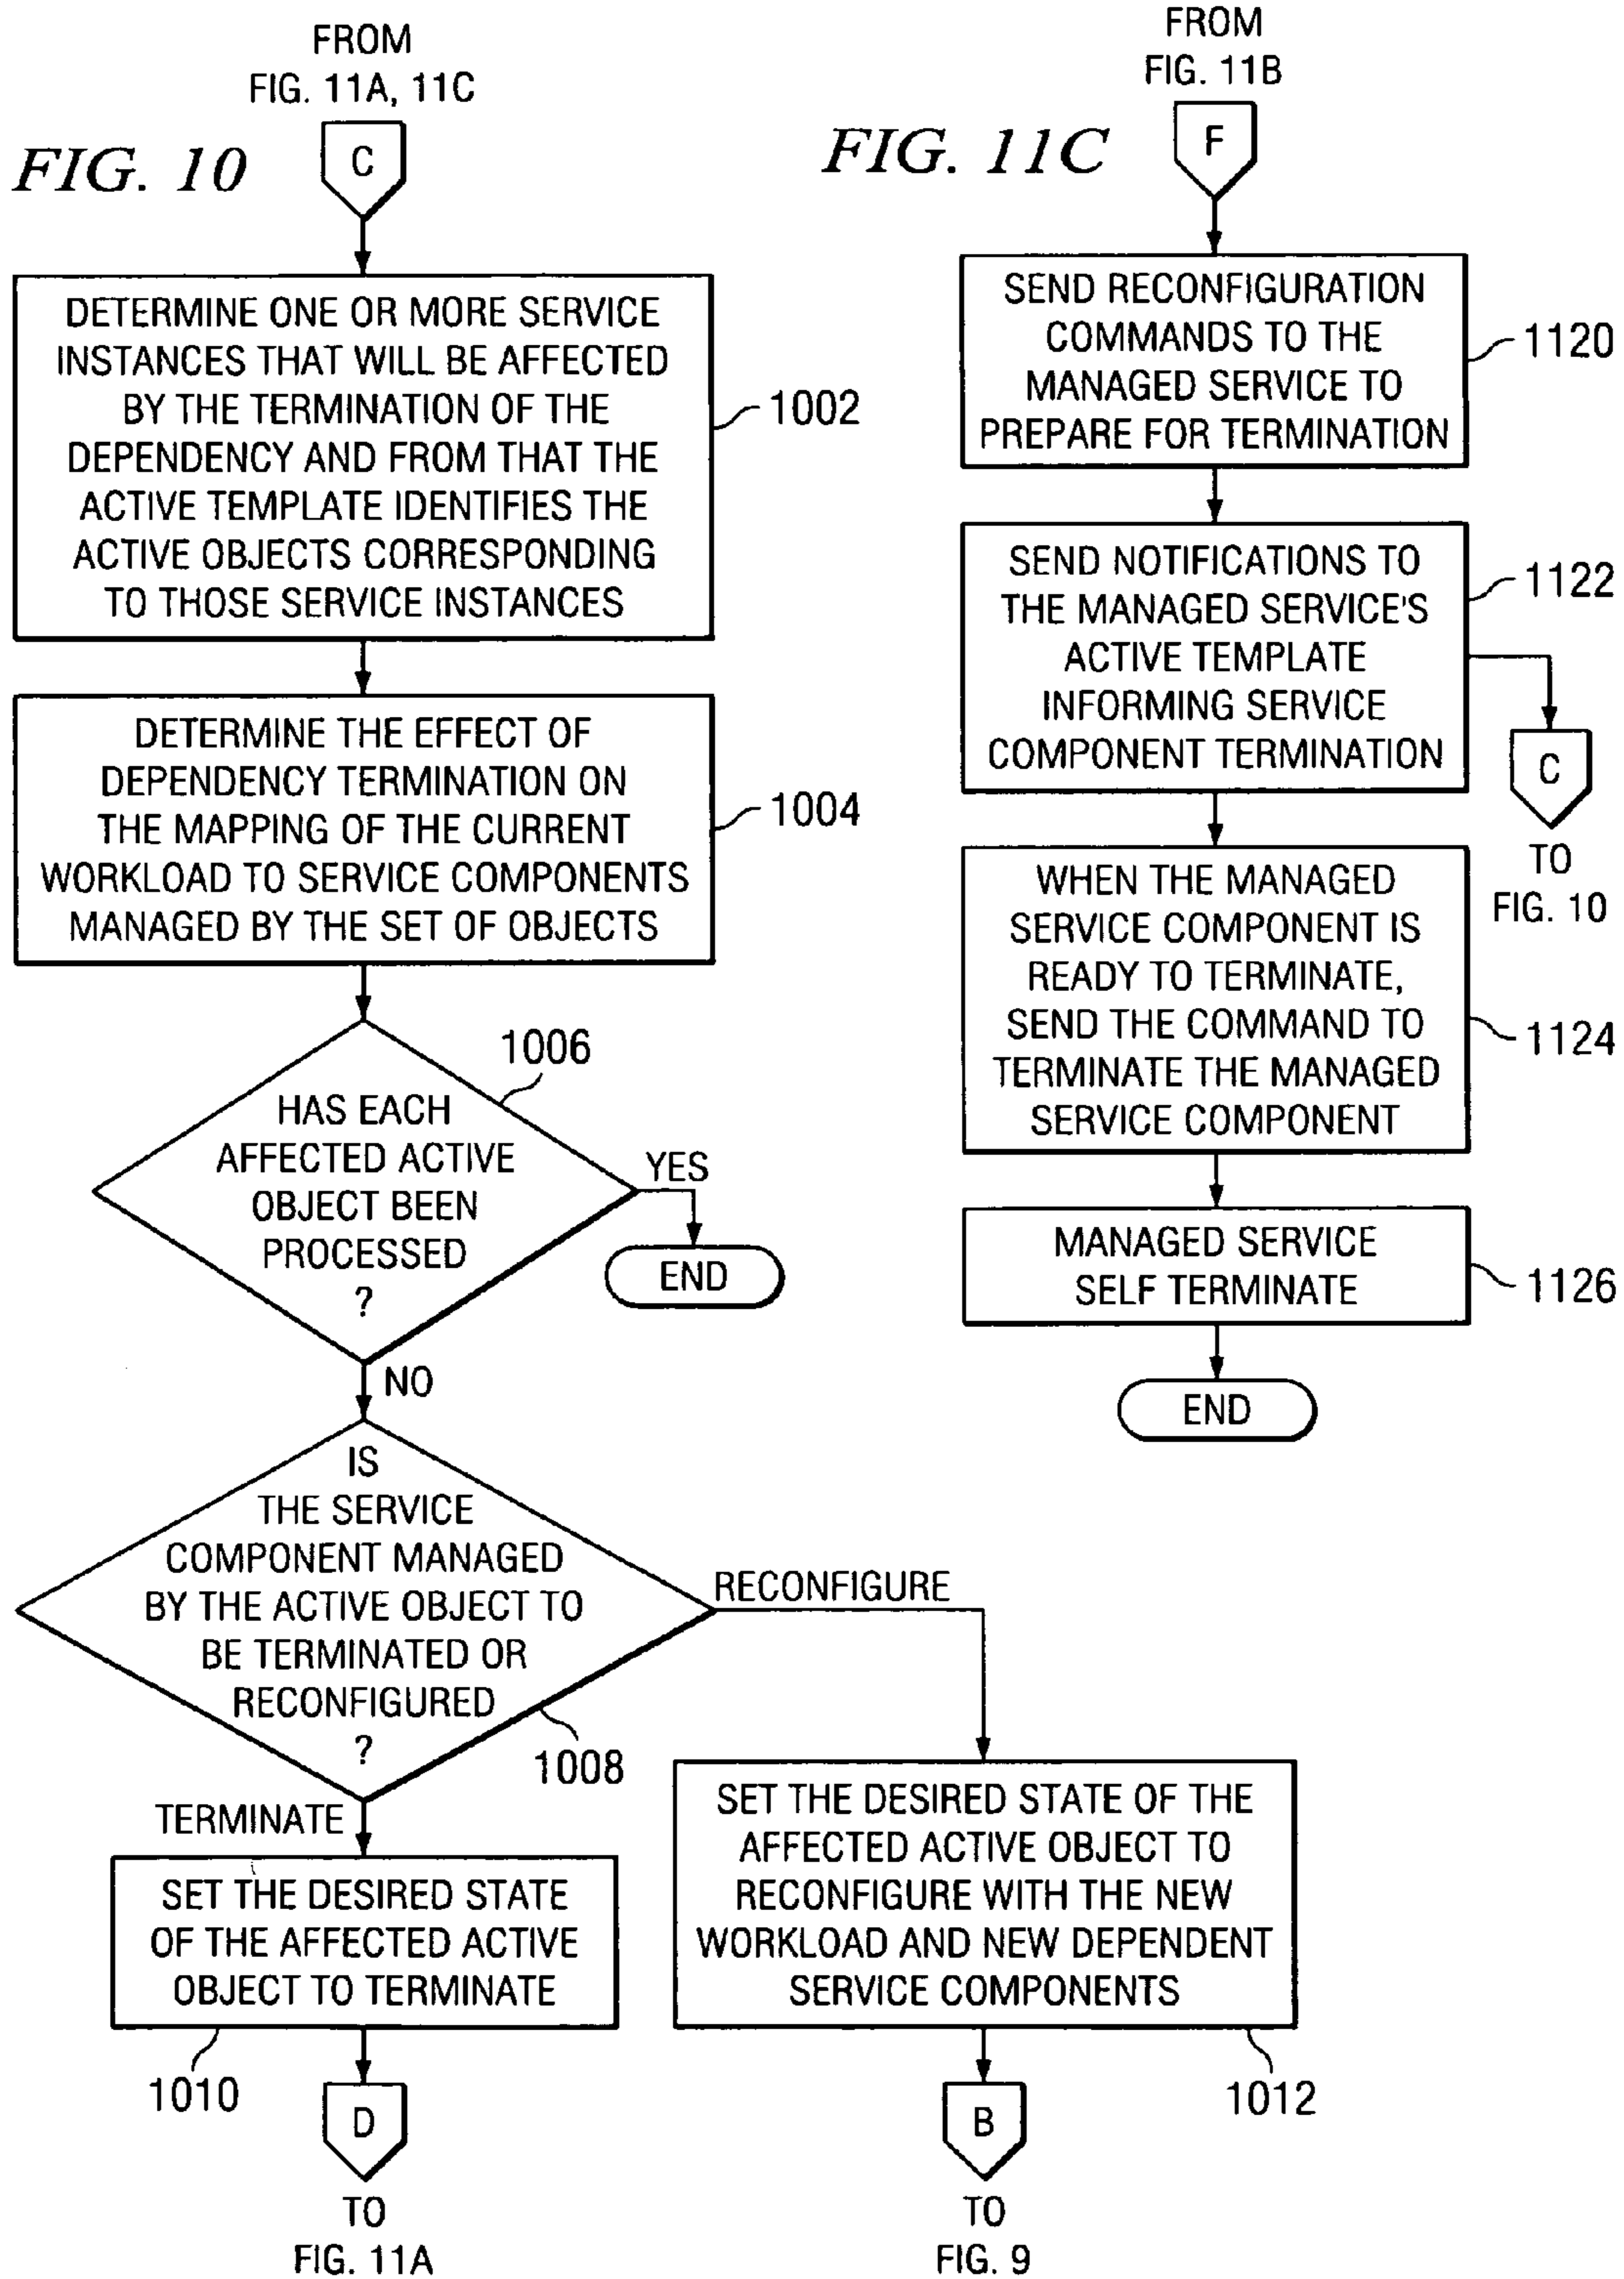 FROM
FIG. 11A, 11C
FIG. 10
C
DETERMINE ONE OR MORE SERVICE
INSTANCES THAT WILL BE AFFECTED
BY THE TERMINATION OF THE
DEPENDENCY AND FROM THAT THE
ACTIVE TEMPLATE IDENTIFIES THE
ACTIVE OBJECTS CORRESPONDING
TO THOSE SERVICE INSTANCES
1002
DETERMINE THE EFFECT OF
DEPENDENCY TERMINATION ON
THE MAPPING OF THE CURRENT
WORKLOAD TO SERVICE COMPONENTS
MANAGED BY THE SET OF OBJECTS
1004
1006
HAS EACH
AFFECTED ACTIVE
OBJECT BEEN
PROCESSED
?
YES
END
NO
IS
THE SERVICE
COMPONENT MANAGED
BY THE ACTIVE OBJECT TO
BE TERMINATED OR
RECONFIGURED
?
1008
RECONFIGURE
TERMINATE
SET THE DESIRED STATE
OF THE AFFECTED ACTIVE
OBJECT TO TERMINATE
1010
D
TO
FIG. 11A
SET THE DESIRED STATE OF THE
AFFECTED ACTIVE OBJECT TO
RECONFIGURE WITH THE NEW
WORKLOAD AND NEW DEPENDENT
SERVICE COMPONENTS
1012
B
TO
FIG. 9
FROM
FIG. 11B
FIG. 11C
F
SEND RECONFIGURATION
COMMANDS TO THE
MANAGED SERVICE TO
PREPARE FOR TERMINATION
1120
SEND NOTIFICATIONS TO
THE MANAGED SERVICE'S
ACTIVE TEMPLATE
INFORMING SERVICE
COMPONENT TERMINATION
1122
C
TO
FIG. 10
WHEN THE MANAGED
SERVICE COMPONENT IS
READY TO TERMINATE,
SEND THE COMMAND TO
TERMINATE THE MANAGED
SERVICE COMPONENT
1124
MANAGED SERVICE
SELF TERMINATE
1126
END